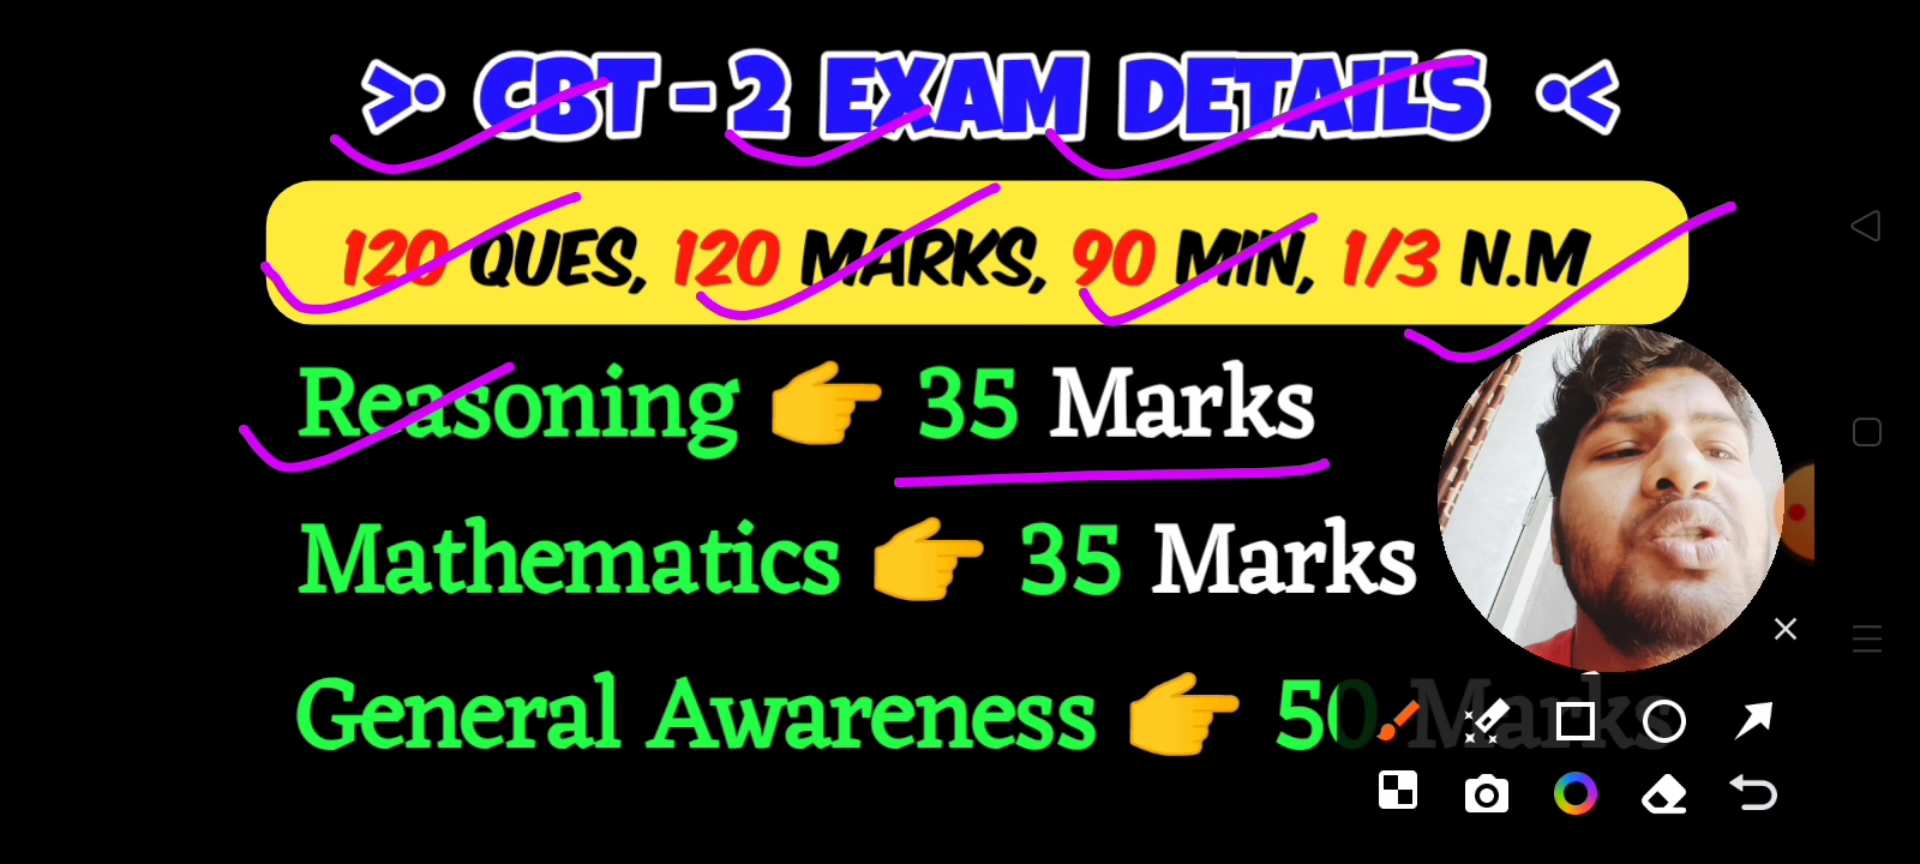 CBT-2 EXAM DETAILS
120 QUES, 120 MARKS, 90 MIN, 1/3 N.M
Reasoning 👉 35 Marks
Mathematics 👉 35 Marks
General Awareness 👉 50 Marks